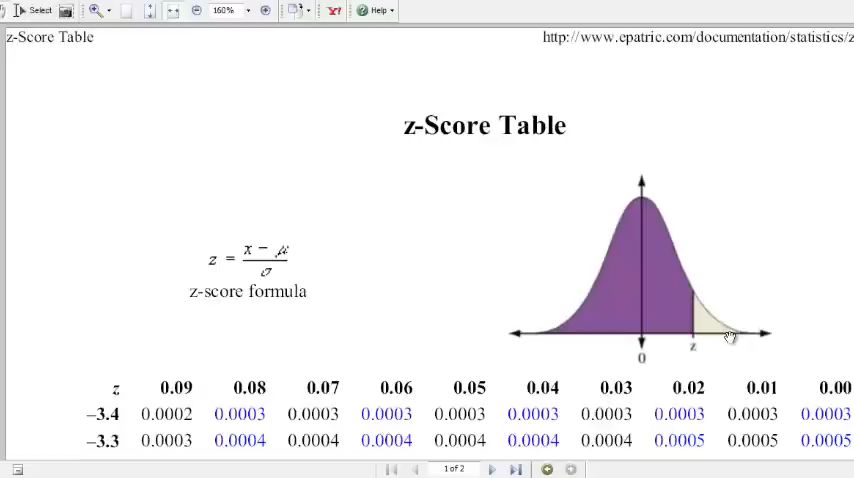 Select
160%
Help
z-Score Table
http://www.epatric.com/documentation/statistics/z
z-Score Table
z = x − μ / σ
z-score formula
0
z
z 0.09 0.08 0.07 0.06 0.05 0.04 0.03 0.02 0.01 0.00
−3.4 0.0002 0.0003 0.0003 0.0003 0.0003 0.0003 0.0003 0.0003 0.0003 0.0003
−3.3 0.0003 0.0004 0.0004 0.0004 0.0004 0.0004 0.0004 0.0005 0.0005 0.0005
1 of 2